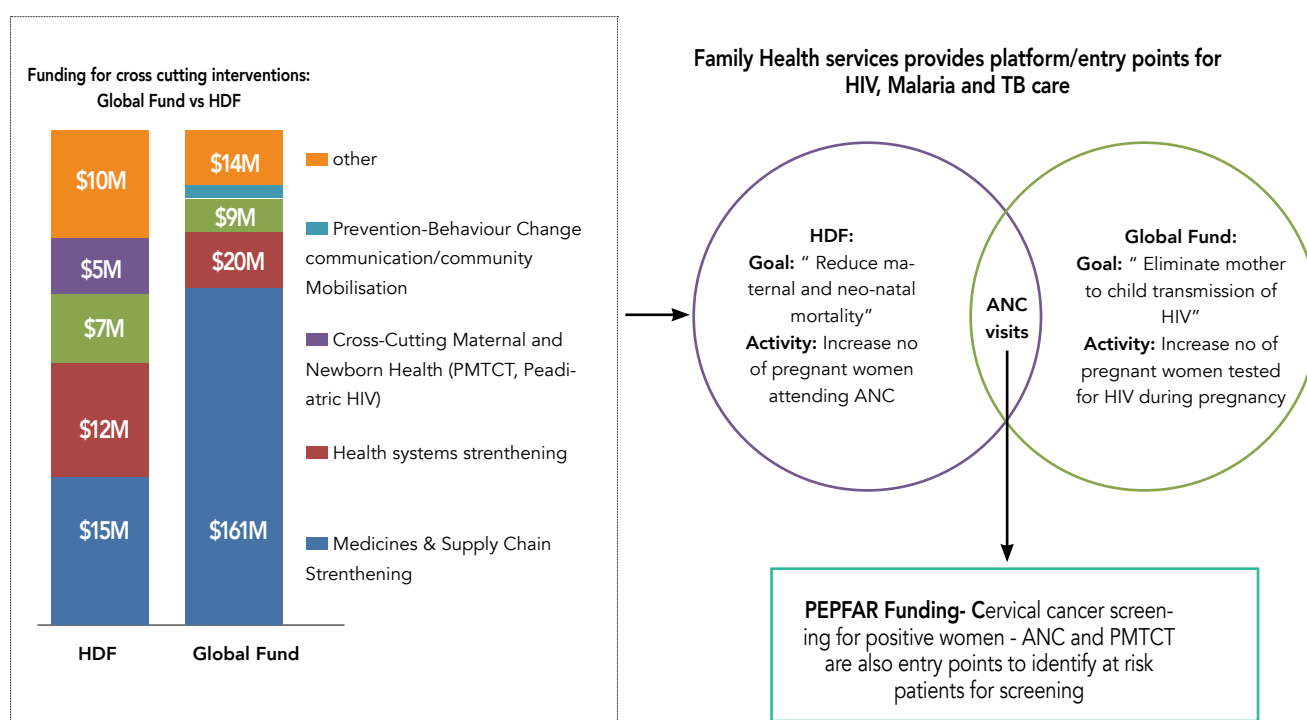 Funding for cross cutting interventions:
Global Fund vs HDF
$10M
$5M
$7M
$12M
$15M
HDF
$14M
$9M
$20M
$161M
Global Fund
other
Prevention-Behaviour Change
communication/community
Mobilisation
Cross-Cutting Maternal and
Newborn Health (PMTCT, Peadi-
atric HIV)
Health systems strenthening
Medicines & Supply Chain
Strenthening
Family Health services provides platform/entry points for
HIV, Malaria and TB care
HDF:
Goal: “ Reduce ma-
ternal and neo-natal
mortality”
Activity: Increase no
of pregnant women
attending ANC
ANC
visits
Global Fund:
Goal: “ Eliminate mother
to child transmission of
HIV”
Activity: Increase no of
pregnant women tested
for HIV during pregnancy
PEPFAR Funding- Cervical cancer screen-
ing for positive women - ANC and PMTCT
are also entry points to identify at risk
patients for screening